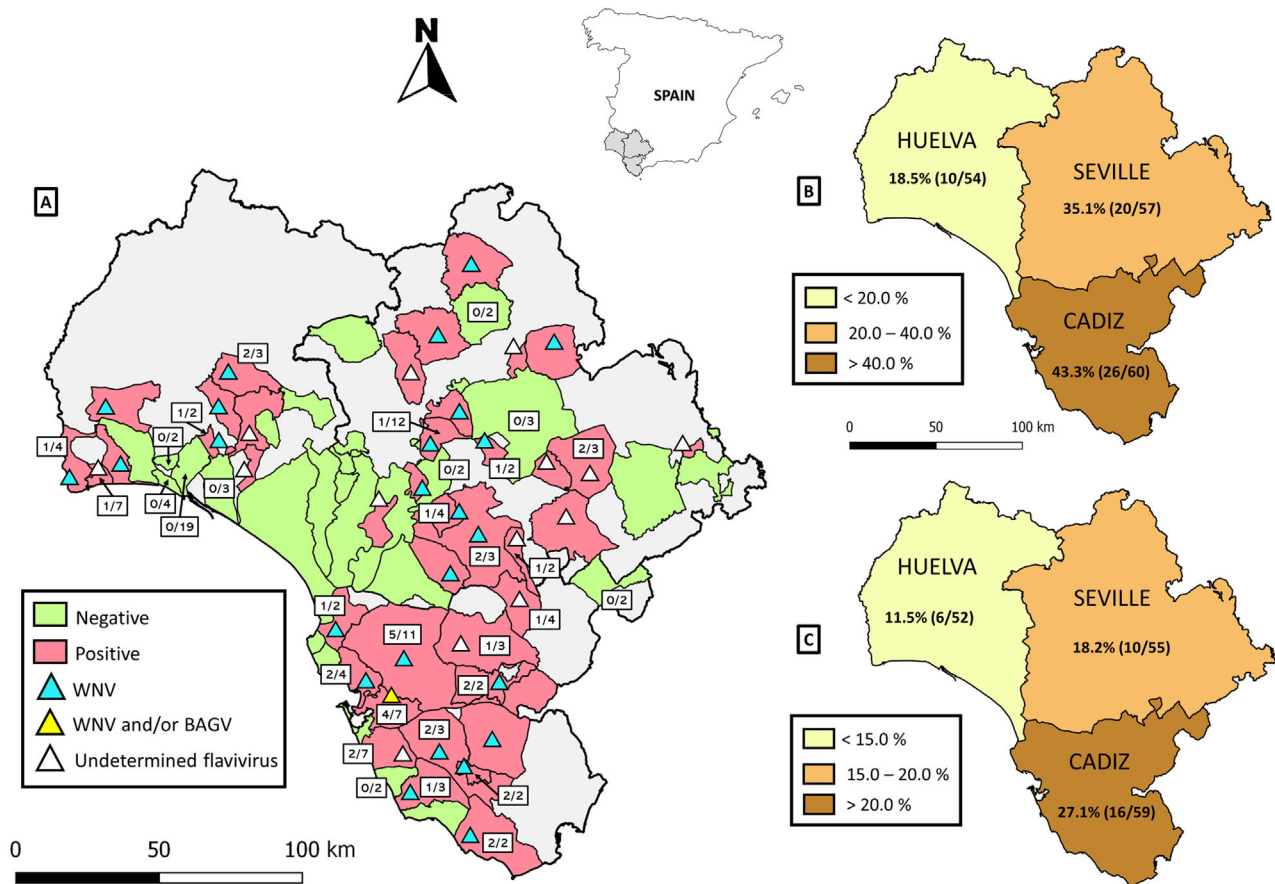 N
SPAIN
A
0/2
2/3
1/2
0/2
1/4
1/7
0/4
0/19
0/3
1/12
0/3
0/2
1/2
2/3
1/4
2/3
1/2
1/4
0/2
1/2
5/11
1/3
2/4
2/2
4/7
2/3
2/7
0/2
1/3
2/2
2/2
Negative
Positive
WNV
WNV and/or BAGV
Undetermined flavivirus
0 50 100 km
B
HUELVA
18.5% (10/54)
SEVILLE
35.1% (20/57)
CADIZ
43.3% (26/60)
< 20.0 %
20.0 – 40.0 %
> 40.0 %
0 50 100 km
C
HUELVA
11.5% (6/52)
SEVILLE
18.2% (10/55)
CADIZ
27.1% (16/59)
< 15.0 %
15.0 – 20.0 %
> 20.0 %